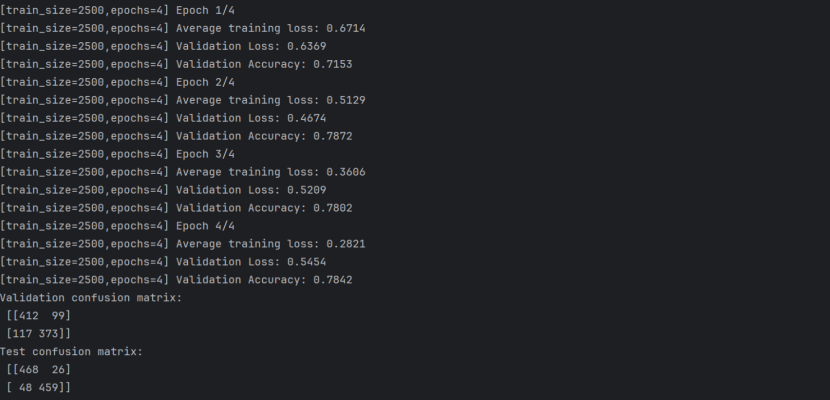 [train_size=2500,epochs=4] Epoch 1/4
[train_size=2500,epochs=4] Average training loss: 0.6714
[train_size=2500,epochs=4] Validation Loss: 0.6369
[train_size=2500,epochs=4] Validation Accuracy: 0.7153
[train_size=2500,epochs=4] Epoch 2/4
[train_size=2500,epochs=4] Average training loss: 0.5129
[train_size=2500,epochs=4] Validation Loss: 0.4674
[train_size=2500,epochs=4] Validation Accuracy: 0.7872
[train_size=2500,epochs=4] Epoch 3/4
[train_size=2500,epochs=4] Average training loss: 0.3606
[train_size=2500,epochs=4] Validation Loss: 0.5209
[train_size=2500,epochs=4] Validation Accuracy: 0.7802
[train_size=2500,epochs=4] Epoch 4/4
[train_size=2500,epochs=4] Average training loss: 0.2821
[train_size=2500,epochs=4] Validation Loss: 0.5454
[train_size=2500,epochs=4] Validation Accuracy: 0.7842
Validation confusion matrix:
 [[412  99]
 [117 373]]
Test confusion matrix:
 [[468  26]
 [ 48 459]]